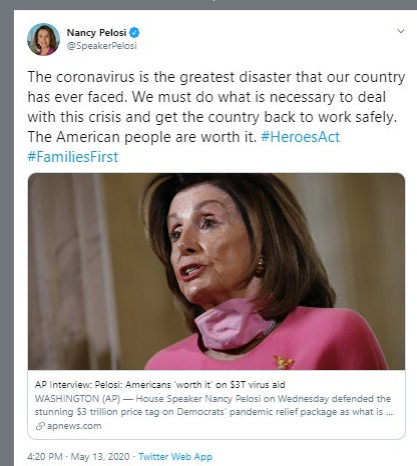 Nancy Pelosi
@SpeakerPelosi
The coronavirus is the greatest disaster that our country
has ever faced. We must do what is necessary to deal
with this crisis and get the country back to work safely.
The American people are worth it. #HeroesAct
#FamiliesFirst
AP Interview: Pelosi: Americans 'worth it' on $3T virus aid
WASHINGTON (AP) — House Speaker Nancy Pelosi on Wednesday defended the
stunning $3 trillion price tag on Democrats' pandemic relief package as what is ...
apnews.com
4:20 PM · May 13, 2020 · Twitter Web App